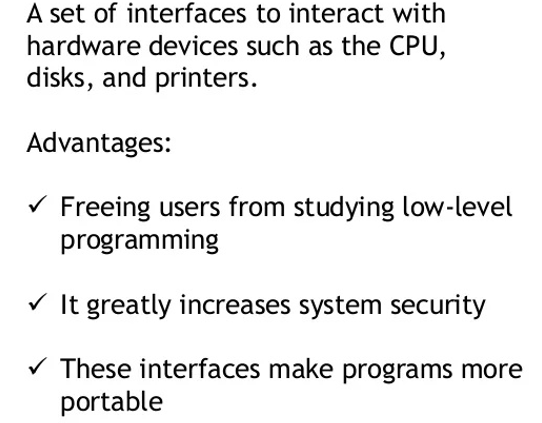 A set of interfaces to interact with
hardware devices such as the CPU,
disks, and printers.
Advantages:
✓ Freeing users from studying low-level
programming
✓ It greatly increases system security
✓ These interfaces make programs more
portable